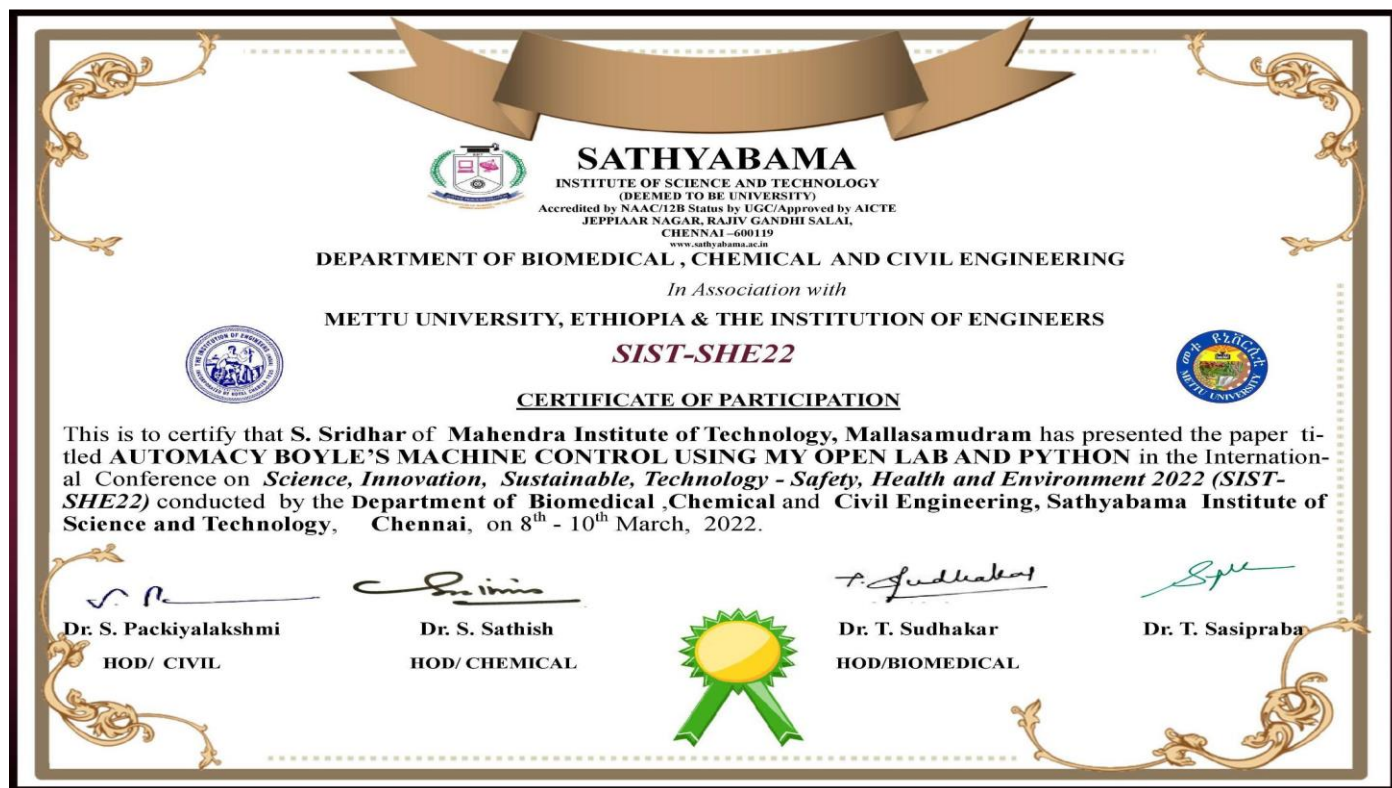 SATHYABAMA
INSTITUTE OF SCIENCE AND TECHNOLOGY
(DEEMED TO BE UNIVERSITY)
Accredited by NAAC/12B Status by UGC/Approved by AICTE
JEPPIAAR NAGAR, RAJIV GANDHI SALAI,
CHENNAI –600119
www.sathyabama.ac.in
DEPARTMENT OF BIOMEDICAL , CHEMICAL AND CIVIL ENGINEERING
In Association with
METTU UNIVERSITY, ETHIOPIA & THE INSTITUTION OF ENGINEERS
SIST-SHE22
መቱ ዩኒቨርሲቲ
METTU UNIVERSITY
CERTIFICATE OF PARTICIPATION
This is to certify that S. Sridhar of Mahendra Institute of Technology, Mallasamudram has presented the paper ti-
tled AUTOMACY BOYLE’S MACHINE CONTROL USING MY OPEN LAB AND PYTHON in the Internation-
al Conference on Science, Innovation, Sustainable, Technology - Safety, Health and Environment 2022 (SIST-
SHE22) conducted by the Department of Biomedical ,Chemical and Civil Engineering, Sathyabama Institute of
Science and Technology, Chennai, on 8th - 10th March, 2022.
T. Sudhakar
Dr. S. Packiyalakshmi Dr. S. Sathish Dr. T. Sudhakar Dr. T. Sasipraba
HOD/ CIVIL HOD/ CHEMICAL HOD/BIOMEDICAL